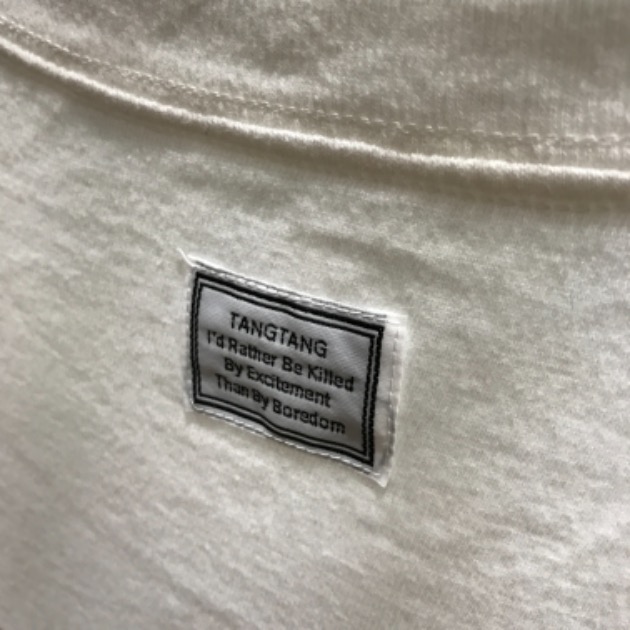 TANGTANG
I'd Rather Be Killed
By Excitement
Than By Boredom